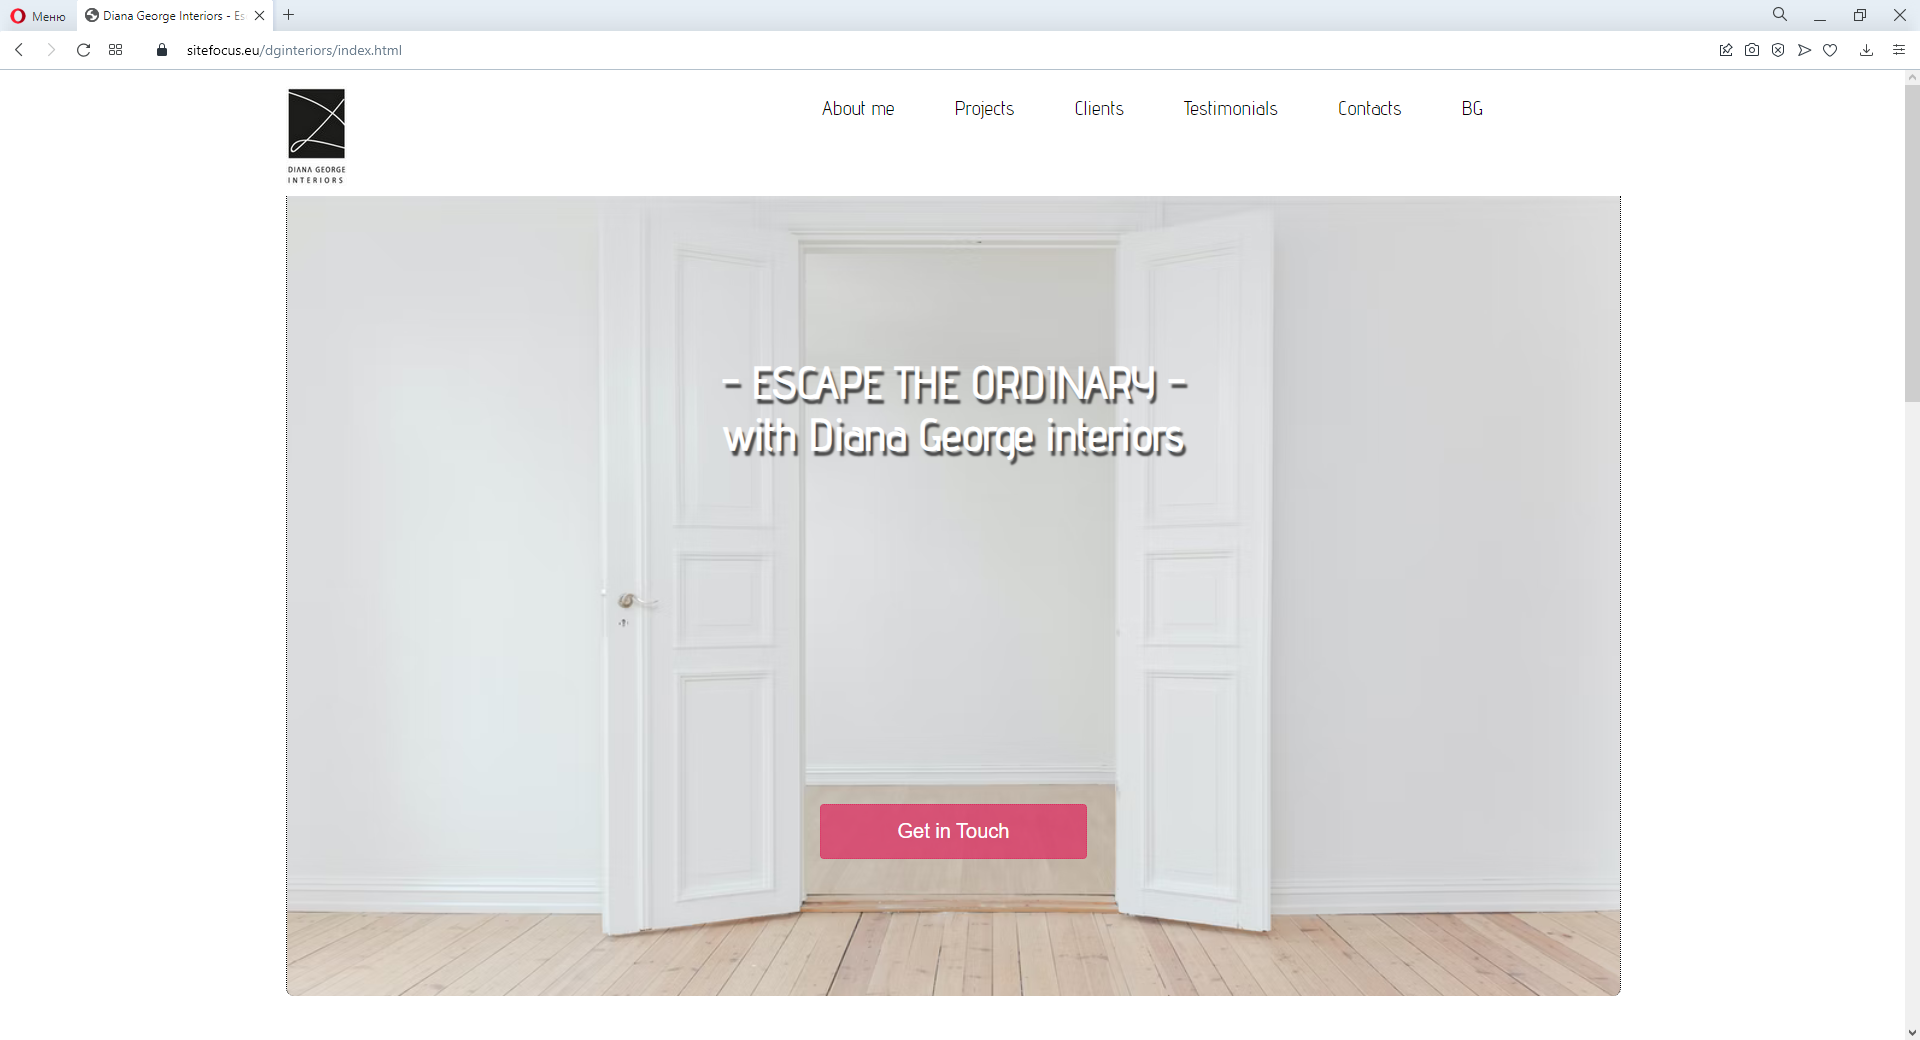 Меню
Diana George Interiors - Es
sitefocus.eu/dginteriors/index.html
DIANA GEORGE
INTERIORS
About me
Projects
Clients
Testimonials
Contacts
BG
- ESCAPE THE ORDINARY -
with Diana George interiors
Get in Touch